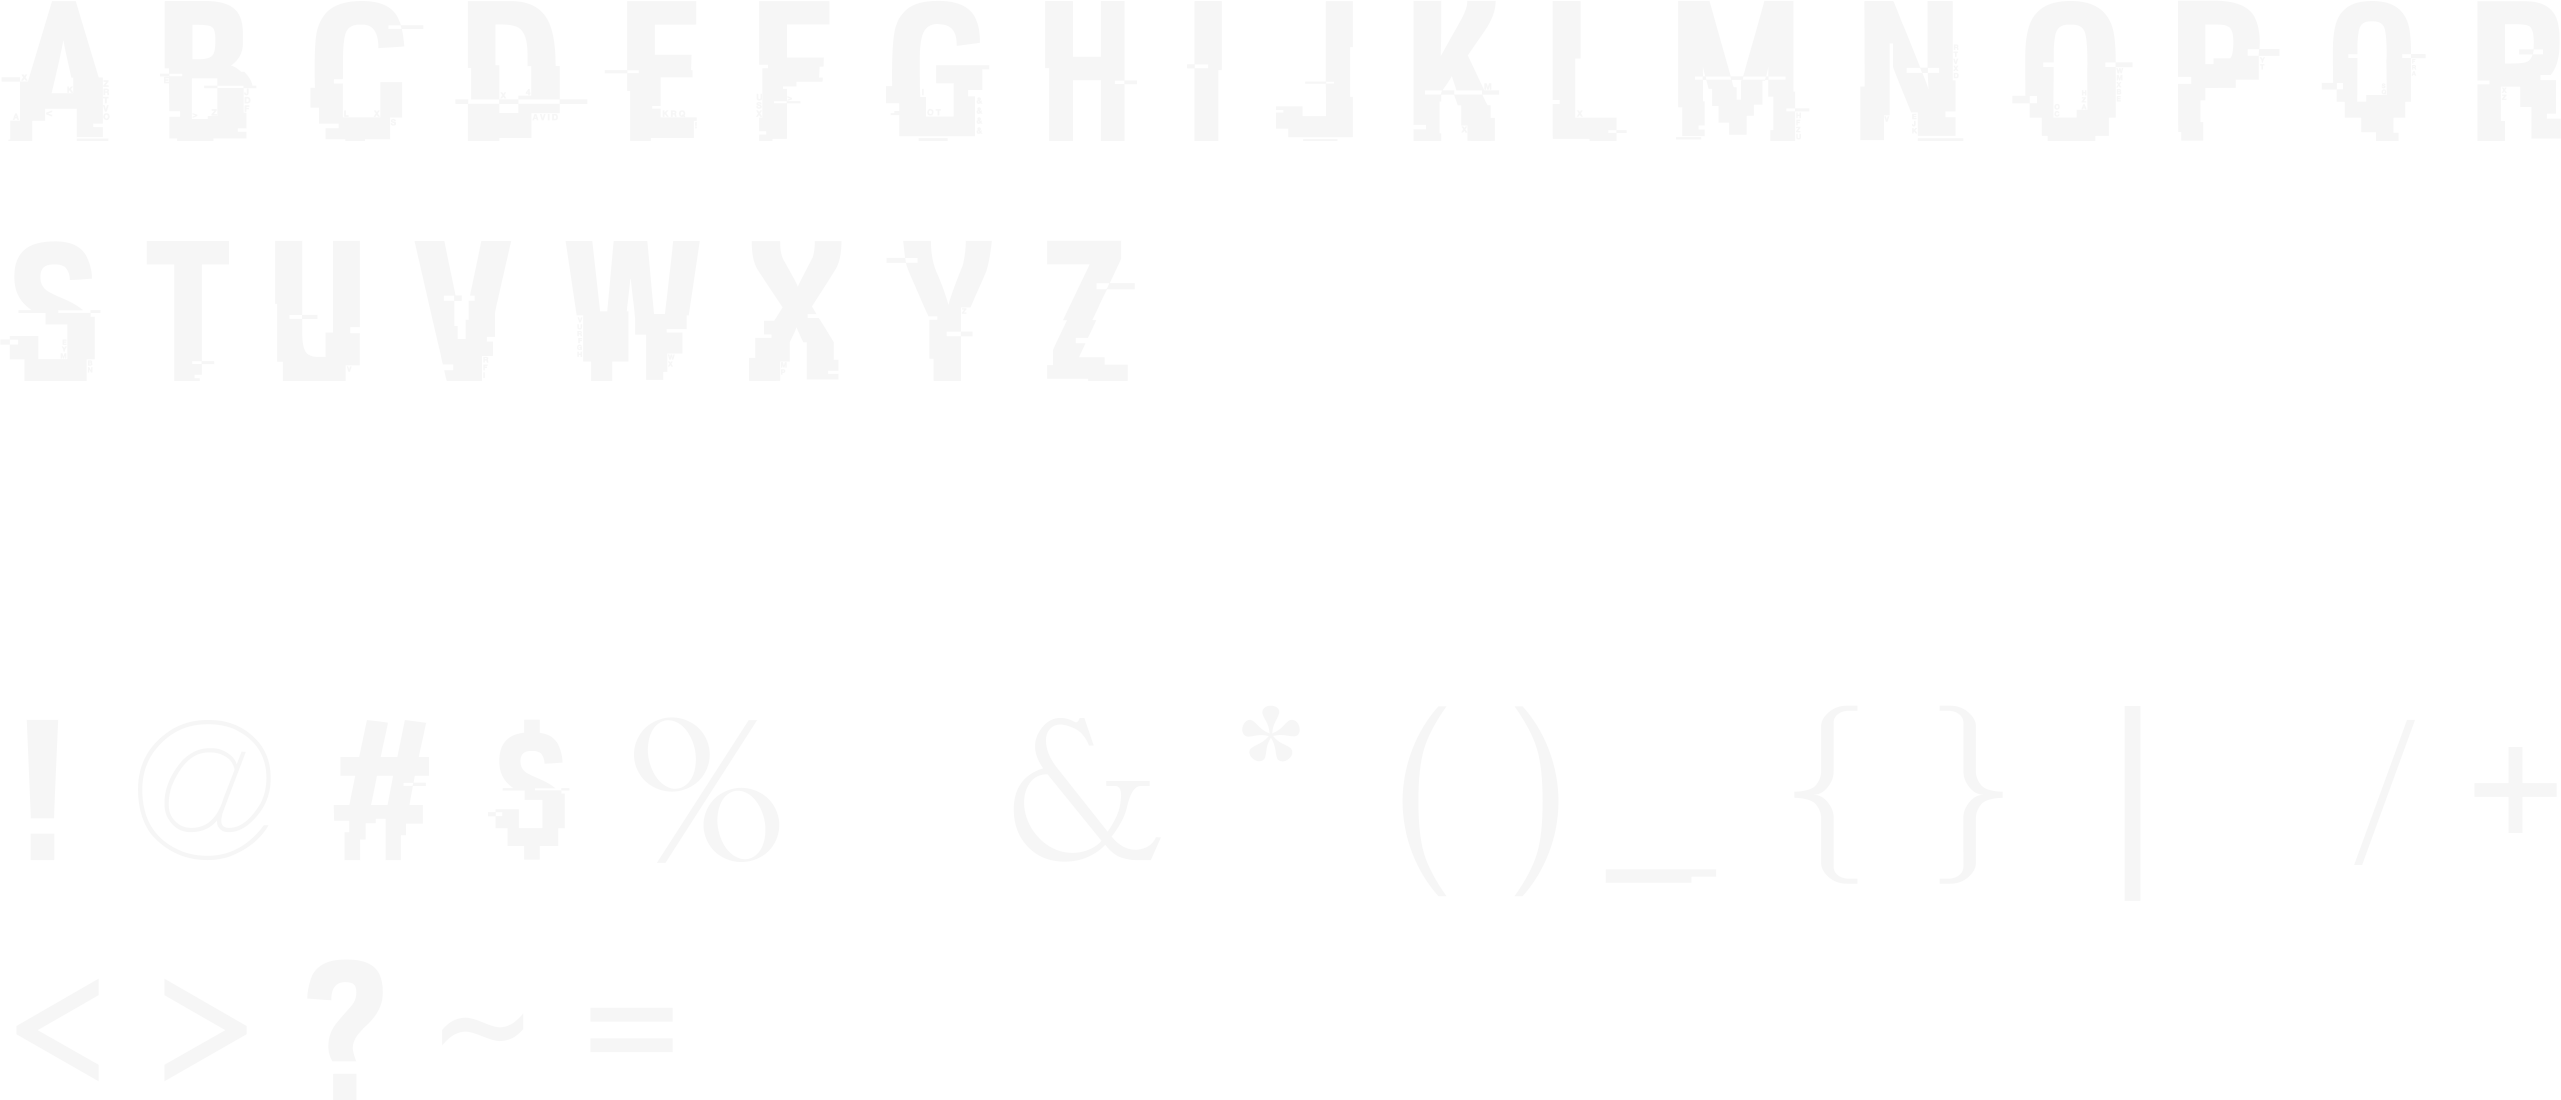 A B C D E F G H I J K L M N O P Q R
S T U V W X Y Z
! @ # $ % & * ( ) _ { } | / +
< > ? ~ =